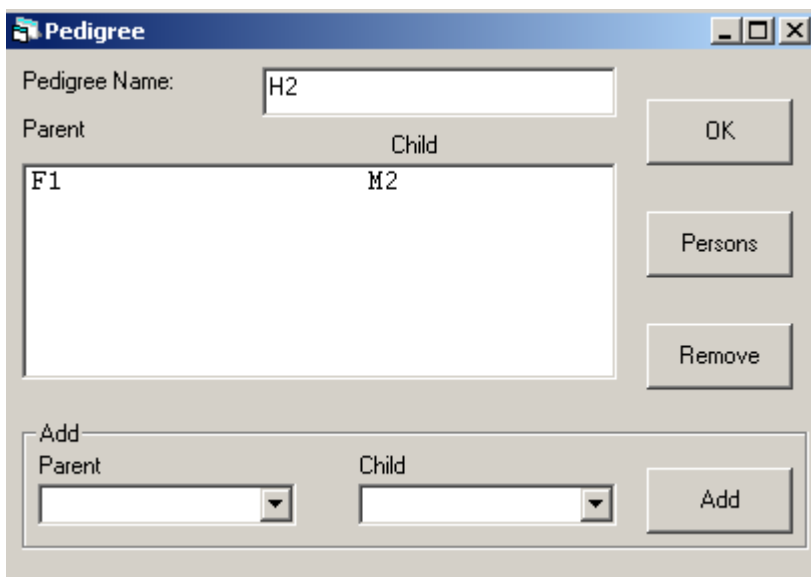 Pedigree
Pedigree Name: H2
Parent Child
OK
F1 M2
Persons
Remove
Add
Parent Child
Add